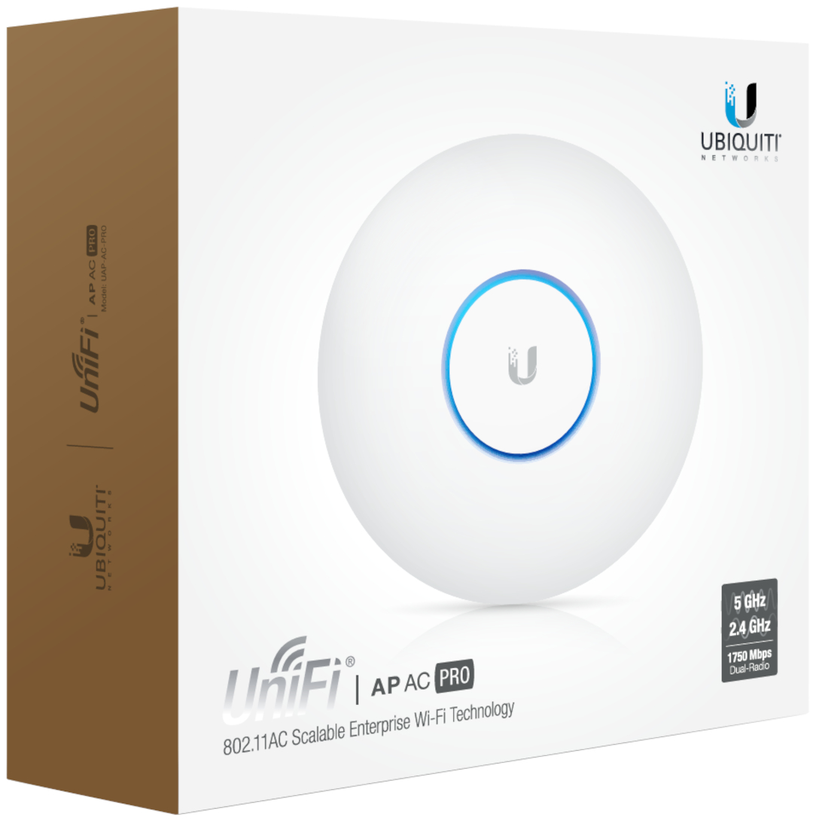 UBIQUITI
NETWORKS
5 GHz
2.4 GHz
1750 Mbps
Dual-Radio
UniFi® | AP AC PRO
802.11AC Scalable Enterprise Wi-Fi Technology
UBIQUITI
NETWORKS
UniFi® | AP AC PRO
Model: UAP-AC-PRO